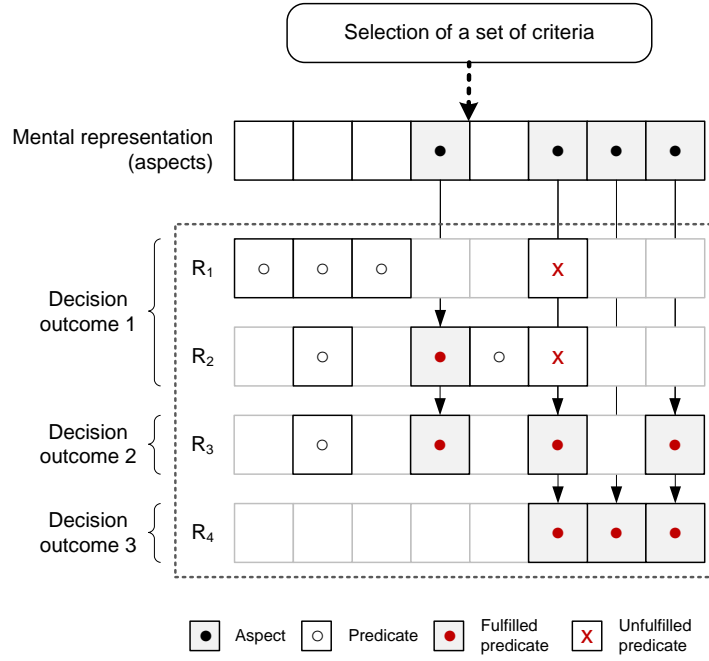 Selection of a set of criteria
Mental representation
(aspects)
Decision
outcome 1
R1
x
R2
x
Decision
outcome 2
R3
Decision
outcome 3
R4
Aspect
Predicate
Fulfilled
predicate
x
Unfulfilled
predicate